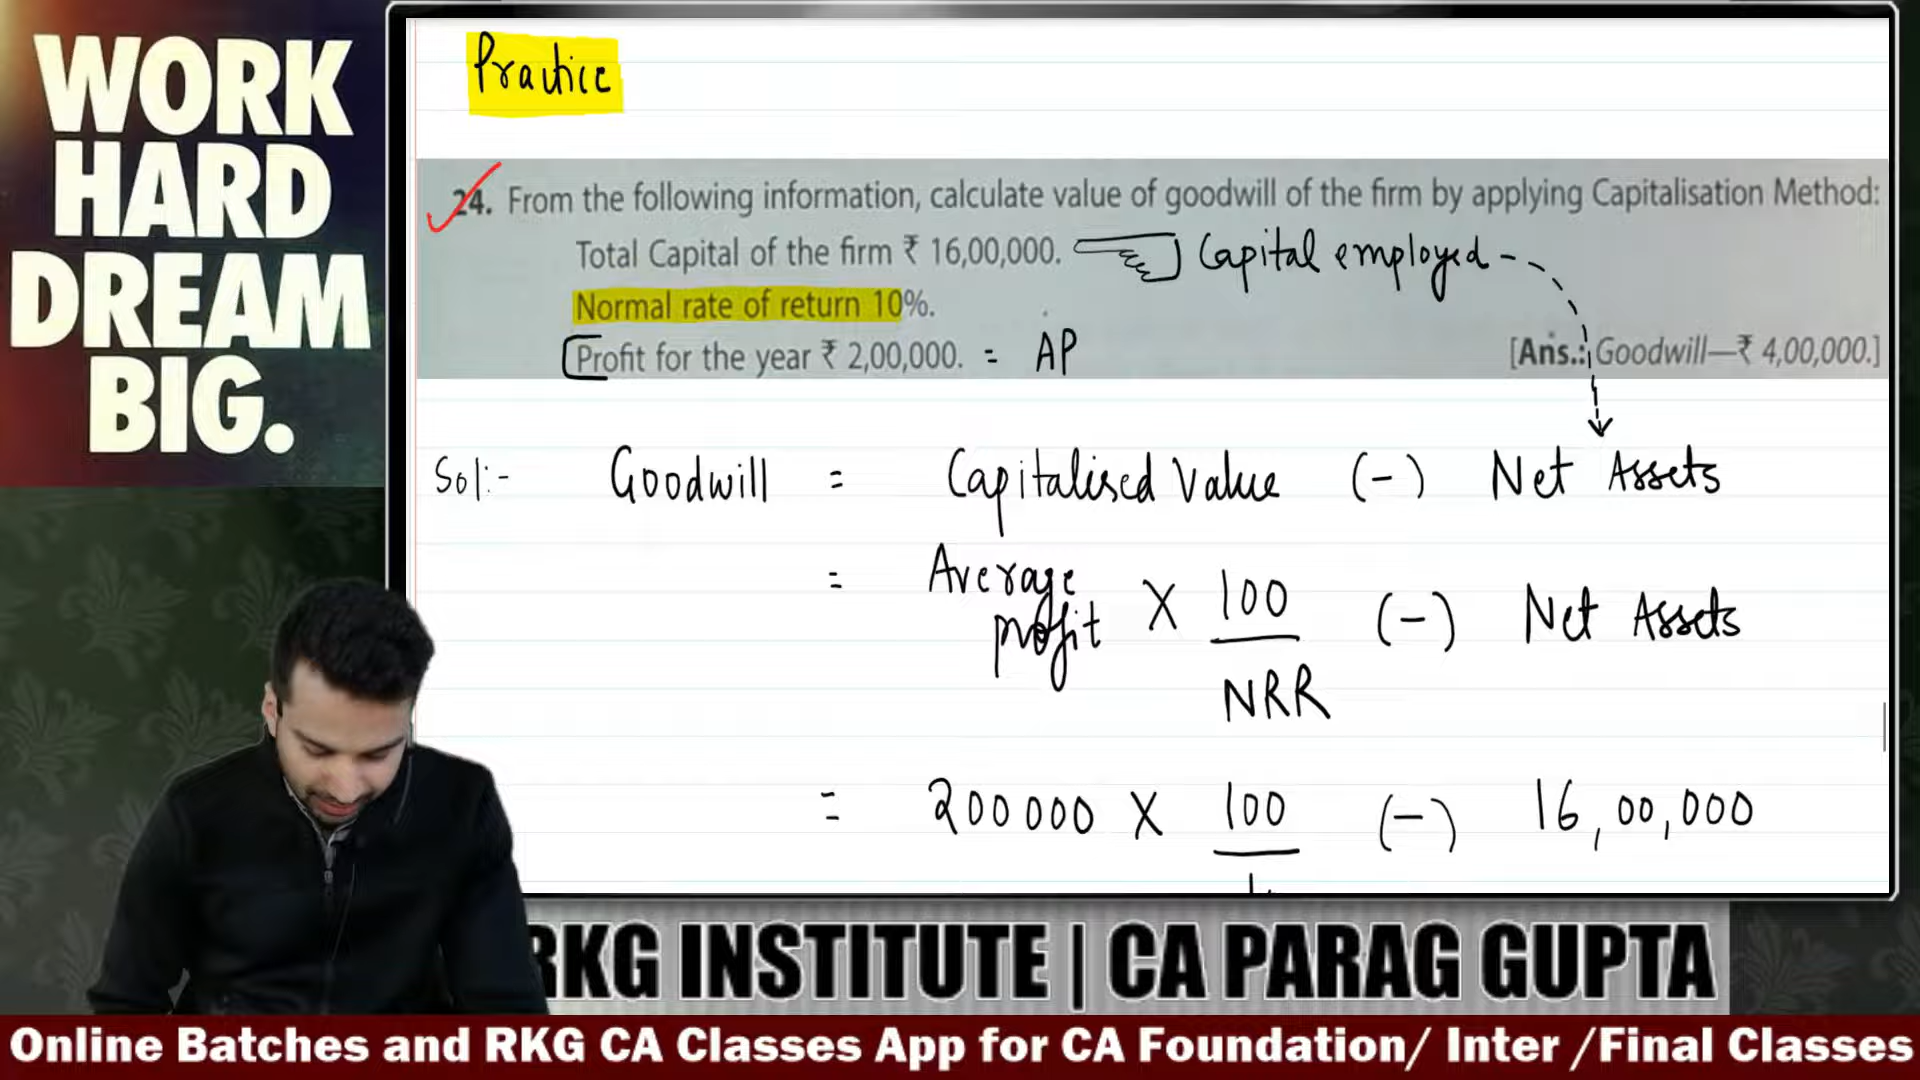 WORK
HARD
DREAM
BIG.
Practice
24. From the following information, calculate value of goodwill of the firm by applying Capitalisation Method:
Total Capital of the firm ₹ 16,00,000. Capital employed
Normal rate of return 10%.
Profit for the year ₹ 2,00,000. = AP [Ans.: Goodwill—₹ 4,00,000.]
Sol:- Goodwill = Capitalised Value (-) Net Assets
= Average profit X 100/NRR (-) Net Assets
= 200000 X 100 (-) 16,00,000
RKG INSTITUTE | CA PARAG GUPTA
Online Batches and RKG CA Classes App for CA Foundation/ Inter /Final Classes